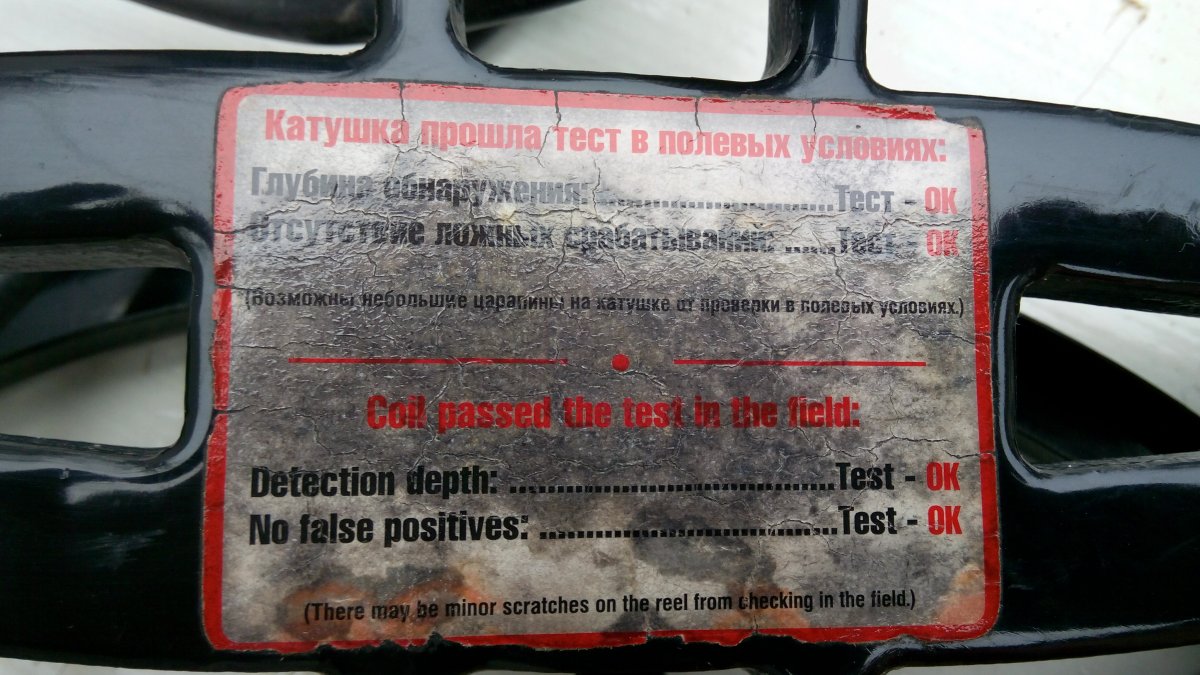 Катушка прошла тест в полевых условиях:
Глубина обнаружения: ................................Тест - OK
Отсутствие ложных срабатываний: .......Тест - OK
(Возможны небольшие царапины на катушке от проверки в полевых условиях.)
Coil passed the test in the field:
Detection depth: ..........................................Test - OK
No false positives: ......................................Test - OK
(There may be minor scratches on the reel from checking in the field.)